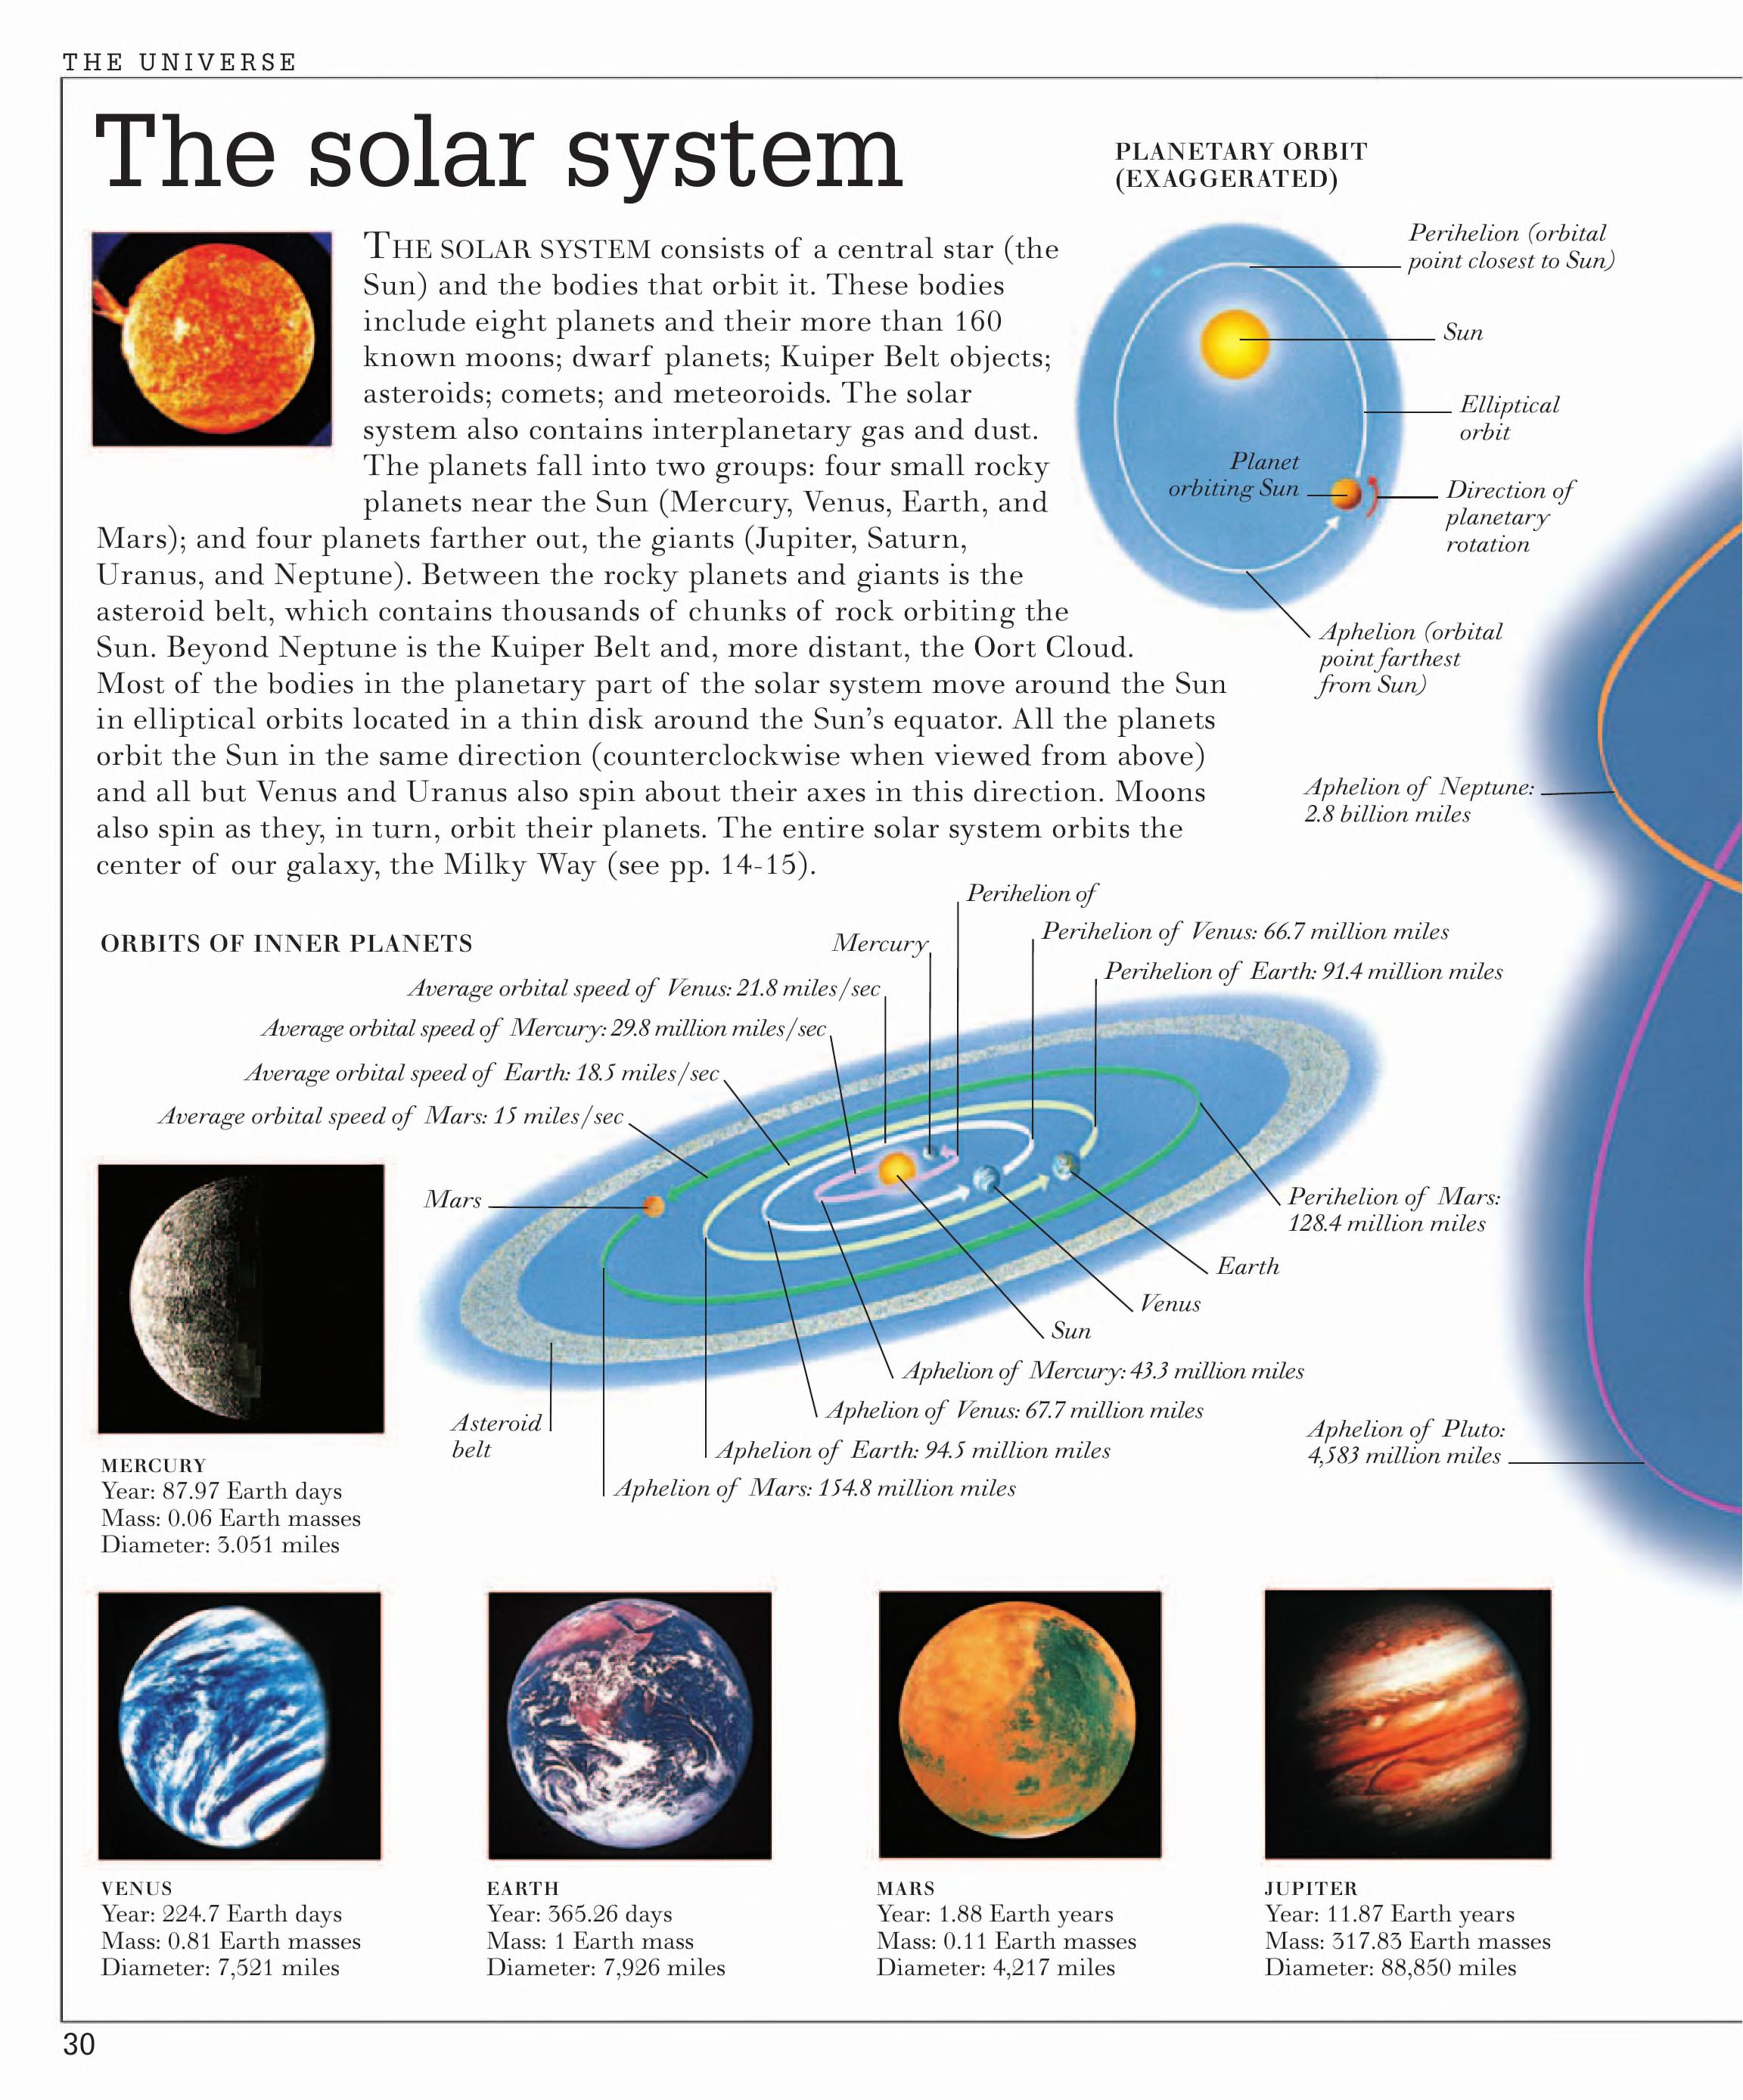 THE UNIVERSE
The solar system
THE SOLAR SYSTEM consists of a central star (the
Sun) and the bodies that orbit it. These bodies
include eight planets and their more than 160
known moons; dwarf planets; Kuiper Belt objects;
asteroids; comets; and meteoroids. The solar
system also contains interplanetary gas and dust.
The planets fall into two groups: four small rocky
planets near the Sun (Mercury, Venus, Earth, and
Mars); and four planets farther out, the giants (Jupiter, Saturn,
Uranus, and Neptune). Between the rocky planets and giants is the
asteroid belt, which contains thousands of chunks of rock orbiting the
Sun. Beyond Neptune is the Kuiper Belt and, more distant, the Oort Cloud.
Most of the bodies in the planetary part of the solar system move around the Sun
in elliptical orbits located in a thin disk around the Sun's equator. All the planets
orbit the Sun in the same direction (counterclockwise when viewed from above)
and all but Venus and Uranus also spin about their axes in this direction. Moons
also spin as they, in turn, orbit their planets. The entire solar system orbits the
center of our galaxy, the Milky Way (see pp. 14-15).
PLANETARY ORBIT
(EXAGGERATED)
Perihelion (orbital
point closest to Sun)
Sun
Elliptical
orbit
Planet
orbiting Sun
Direction of
planetary
rotation
Aphelion (orbital
point farthest
from Sun)
Aphelion of Neptune:
2.8 billion miles
ORBITS OF INNER PLANETS
Perihelion of
Mercury
Perihelion of Venus: 66.7 million miles
Perihelion of Earth: 91.4 million miles
Average orbital speed of Venus: 21.8 miles/sec
Average orbital speed of Mercury: 29.8 million miles/sec
Average orbital speed of Earth: 18.5 miles/sec
Average orbital speed of Mars: 15 miles/sec
Mars
Perihelion of Mars:
128.4 million miles
Earth
Venus
Sun
Aphelion of Mercury: 43.3 million miles
Aphelion of Venus: 67.7 million miles
Aphelion of Earth: 94.5 million miles
Aphelion of Mars: 154.8 million miles
Asteroid
belt
Aphelion of Pluto:
4,583 million miles
MERCURY
Year: 87.97 Earth days
Mass: 0.06 Earth masses
Diameter: 3.051 miles
VENUS
Year: 224.7 Earth days
Mass: 0.81 Earth masses
Diameter: 7,521 miles
EARTH
Year: 365.26 days
Mass: 1 Earth mass
Diameter: 7,926 miles
MARS
Year: 1.88 Earth years
Mass: 0.11 Earth masses
Diameter: 4,217 miles
JUPITER
Year: 11.87 Earth years
Mass: 317.83 Earth masses
Diameter: 88,850 miles
30